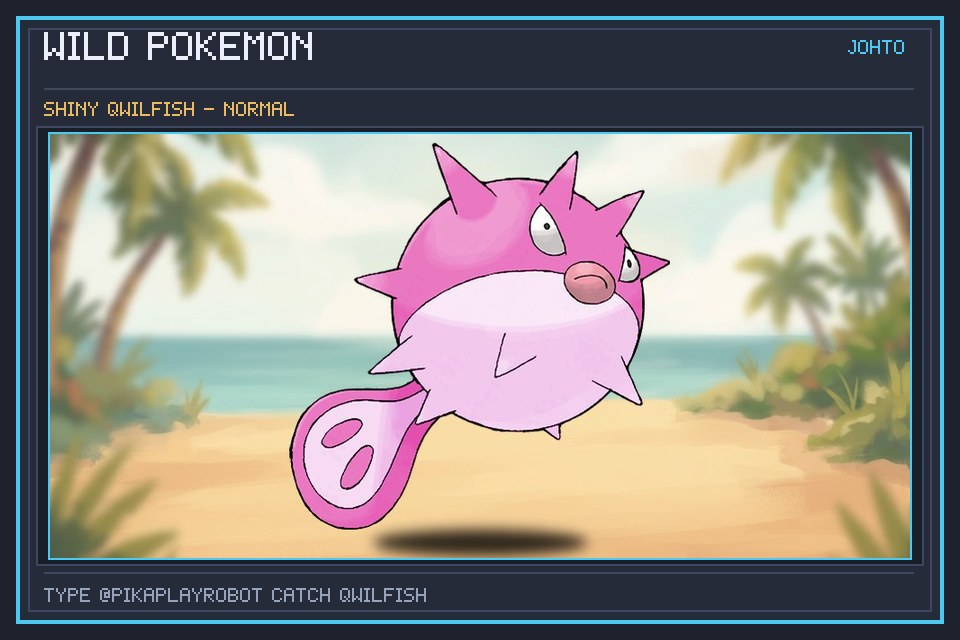 WILD POKEMON
JOHTO
SHINY QWILFISH - NORMAL
TYPE @PIKAPLAYROBOT CATCH QWILFISH